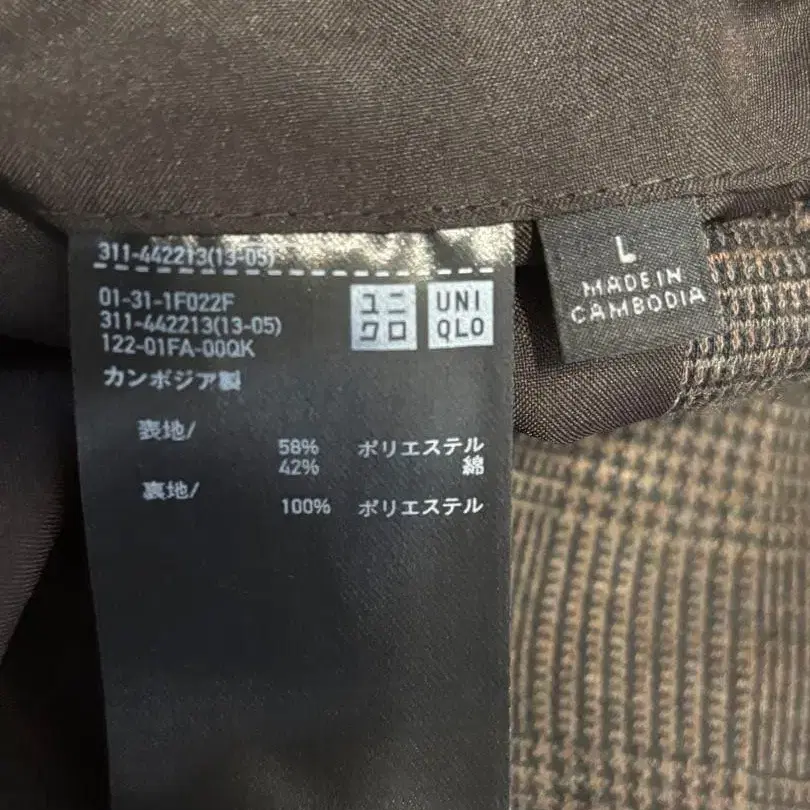 311-442213(13-05)
01-31-1F022F
311-442213(13-05)
122-01FA-00QK
カンボジア製
ユニ
クロ
UNI
QLO
表地/
58% ポリエステル
42% 綿
裏地/
100% ポリエステル
L
MADE IN
CAMBODIA